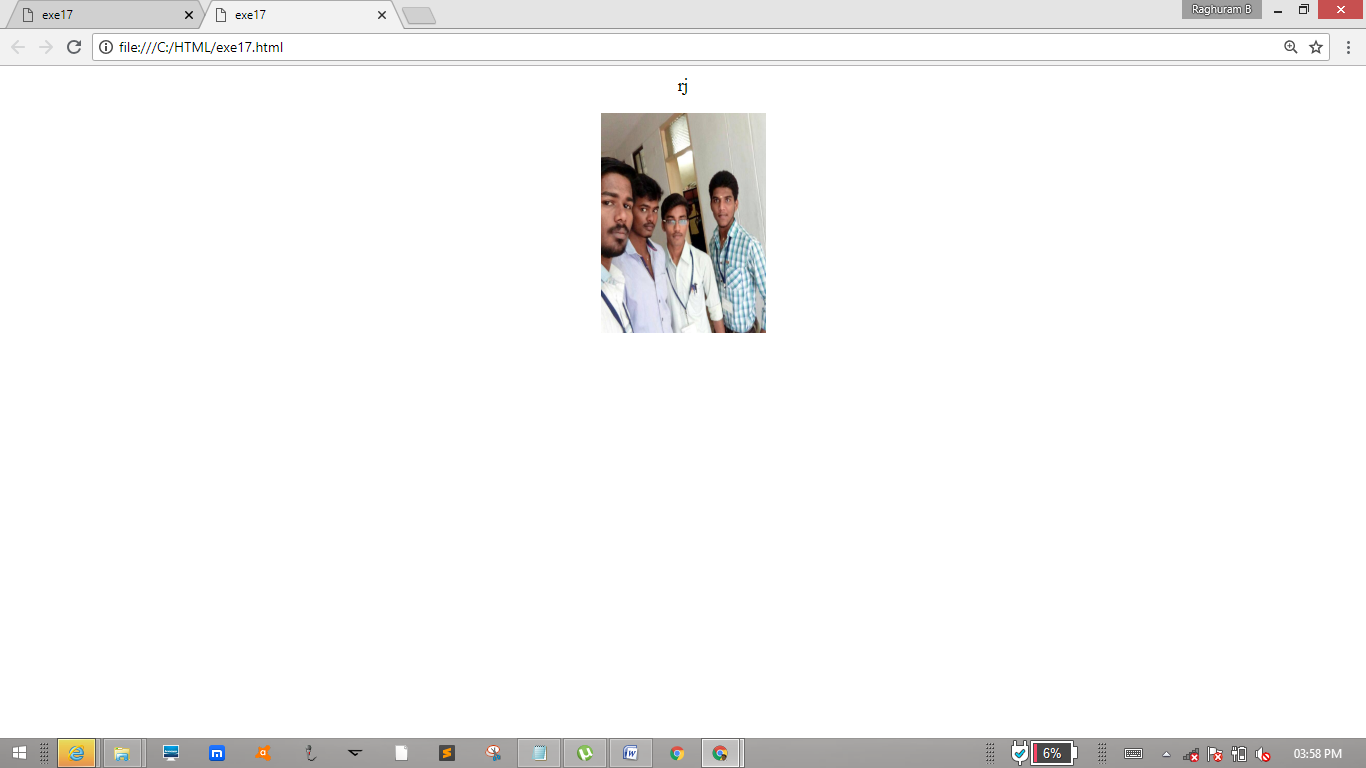 exe17
exe17
Raghuram B
file:///C:/HTML/exe17.html
rj
6%
03:58 PM